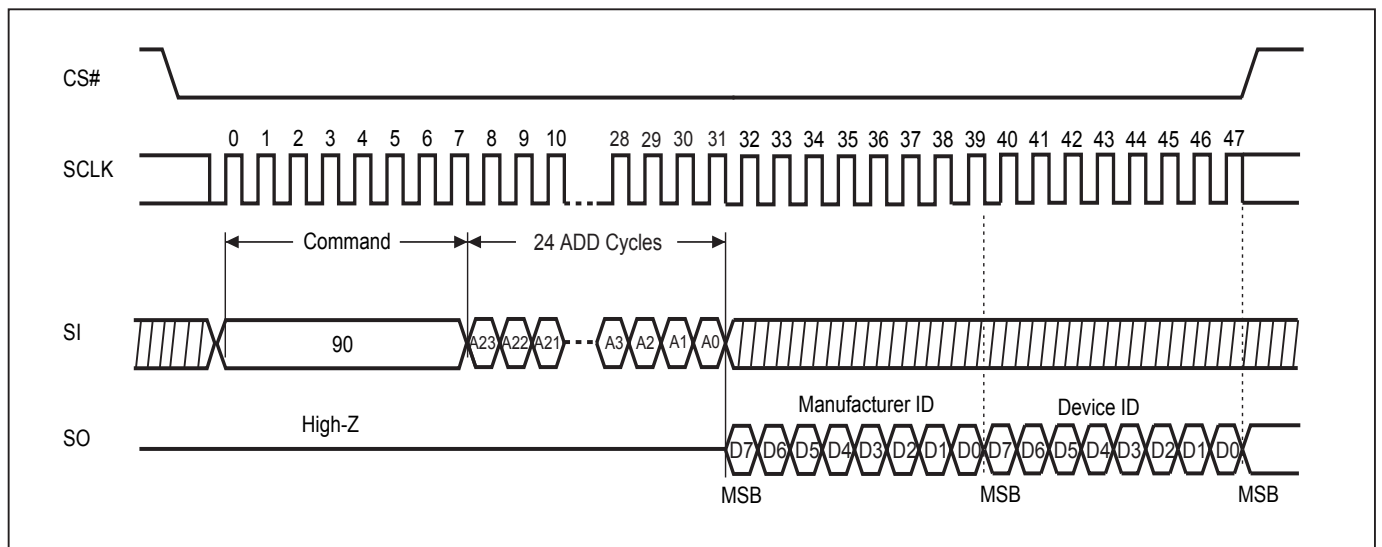 CS#
0 1 2 3 4 5 6 7 8 9 10 28 29 30 31 32 33 34 35 36 37 38 39 40 41 42 43 44 45 46 47
SCLK
Command 24 ADD Cycles
SI 90 A23 A22 A21 A3 A2 A1 A0
Manufacturer ID Device ID
High-Z
SO D7 D6 D5 D4 D3 D2 D1 D0 D7 D6 D5 D4 D3 D2 D1 D0
MSB MSB MSB